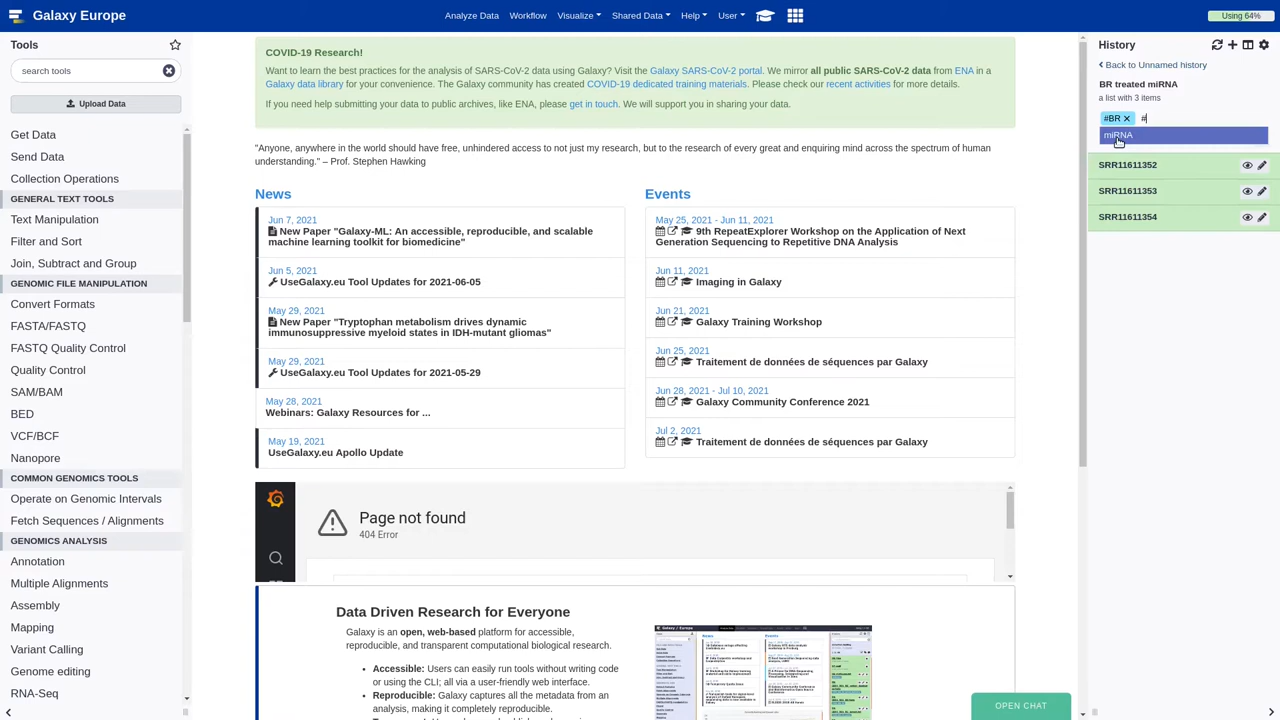 Galaxy Europe
Analyze Data
Workflow
Visualize
Shared Data
Help
User
Using 64%
Tools
search tools
Upload Data
Get Data
Send Data
Collection Operations
GENERAL TEXT TOOLS
Text Manipulation
Filter and Sort
Join, Subtract and Group
GENOMIC FILE MANIPULATION
Convert Formats
FASTA/FASTQ
FASTQ Quality Control
Quality Control
SAM/BAM
BED
VCF/BCF
Nanopore
COMMON GENOMICS TOOLS
Operate on Genomic Intervals
Fetch Sequences / Alignments
GENOMICS ANALYSIS
Annotation
Multiple Alignments
Assembly
Mapping
Variant Calling
ome editing
RNA-Seq
COVID-19 Research!
Want to learn the best practices for the analysis of SARS-CoV-2 data using Galaxy? Visit the Galaxy SARS-CoV-2 portal. We mirror all public SARS-CoV-2 data from ENA in a
Galaxy data library for your convenience. The Galaxy community has created COVID-19 dedicated training materials. Please check our recent activities for more details.
If you need help submitting your data to public archives, like ENA, please get in touch. We will support you in sharing your data.
"Anyone, anywhere in the world should have free, unhindered access to not just my research, but to the research of every great and enquiring mind across the spectrum of human
understanding." – Prof. Stephen Hawking
News
Jun 7, 2021
New Paper "Galaxy-ML: An accessible, reproducible, and scalable
machine learning toolkit for biomedicine"
Jun 5, 2021
UseGalaxy.eu Tool Updates for 2021-06-05
May 29, 2021
New Paper "Tryptophan metabolism drives dynamic
immunosuppressive myeloid states in IDH-mutant gliomas"
May 29, 2021
UseGalaxy.eu Tool Updates for 2021-05-29
May 28, 2021
Webinars: Galaxy Resources for ...
May 19, 2021
UseGalaxy.eu Apollo Update
Events
May 25, 2021 - Jun 11, 2021
9th RepeatExplorer Workshop on the Application of Next
Generation Sequencing to Repetitive DNA Analysis
Jun 11, 2021
Imaging in Galaxy
Jun 21, 2021
Galaxy Training Workshop
Jun 25, 2021
Traitement de données de séquences par Galaxy
Jun 28, 2021 - Jul 10, 2021
Galaxy Community Conference 2021
Jul 2, 2021
Traitement de données de séquences par Galaxy
Page not found
404 Error
Data Driven Research for Everyone
Galaxy is an open, web-based platform for accessible,
reproducible, and transparent computational biological research.
• Accessible: Users can easily run tools without writing code
or using the CLI; all via a user-friendly web interface.
• Reproducible: Galaxy captures all the metadata from an
analysis, making it completely reproducible.
OPEN CHAT
History
Back to Unnamed history
BR treated miRNA
a list with 3 items
#BR
#
miRNA
SRR11611352
SRR11611353
SRR11611354